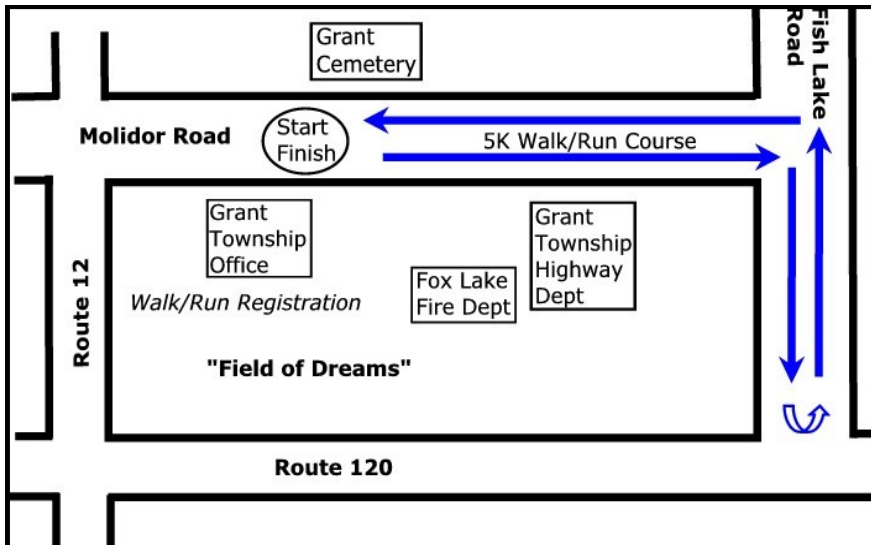 Grant
Cemetery
Fish Lake
Road
Molidor Road
Start
Finish
5K Walk/Run Course
Grant
Township
Office
Grant
Township
Highway
Dept
Fox Lake
Fire Dept
Walk/Run Registration
Route 12
"Field of Dreams"
Route 120